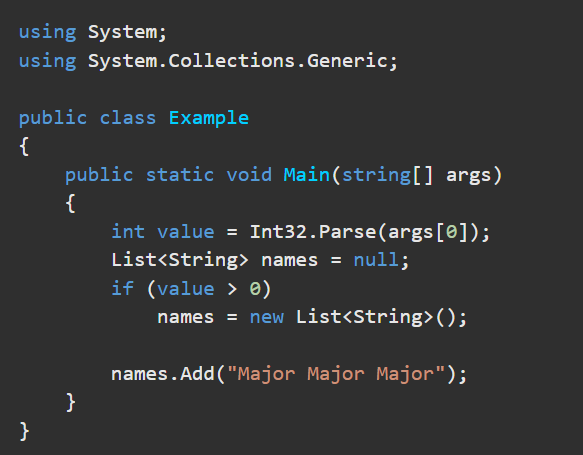 using System;
using System.Collections.Generic;

public class Example
{
    public static void Main(string[] args)
    {
        int value = Int32.Parse(args[0]);
        List<String> names = null;
        if (value > 0)
            names = new List<String>();

        names.Add("Major Major Major");
    }
}